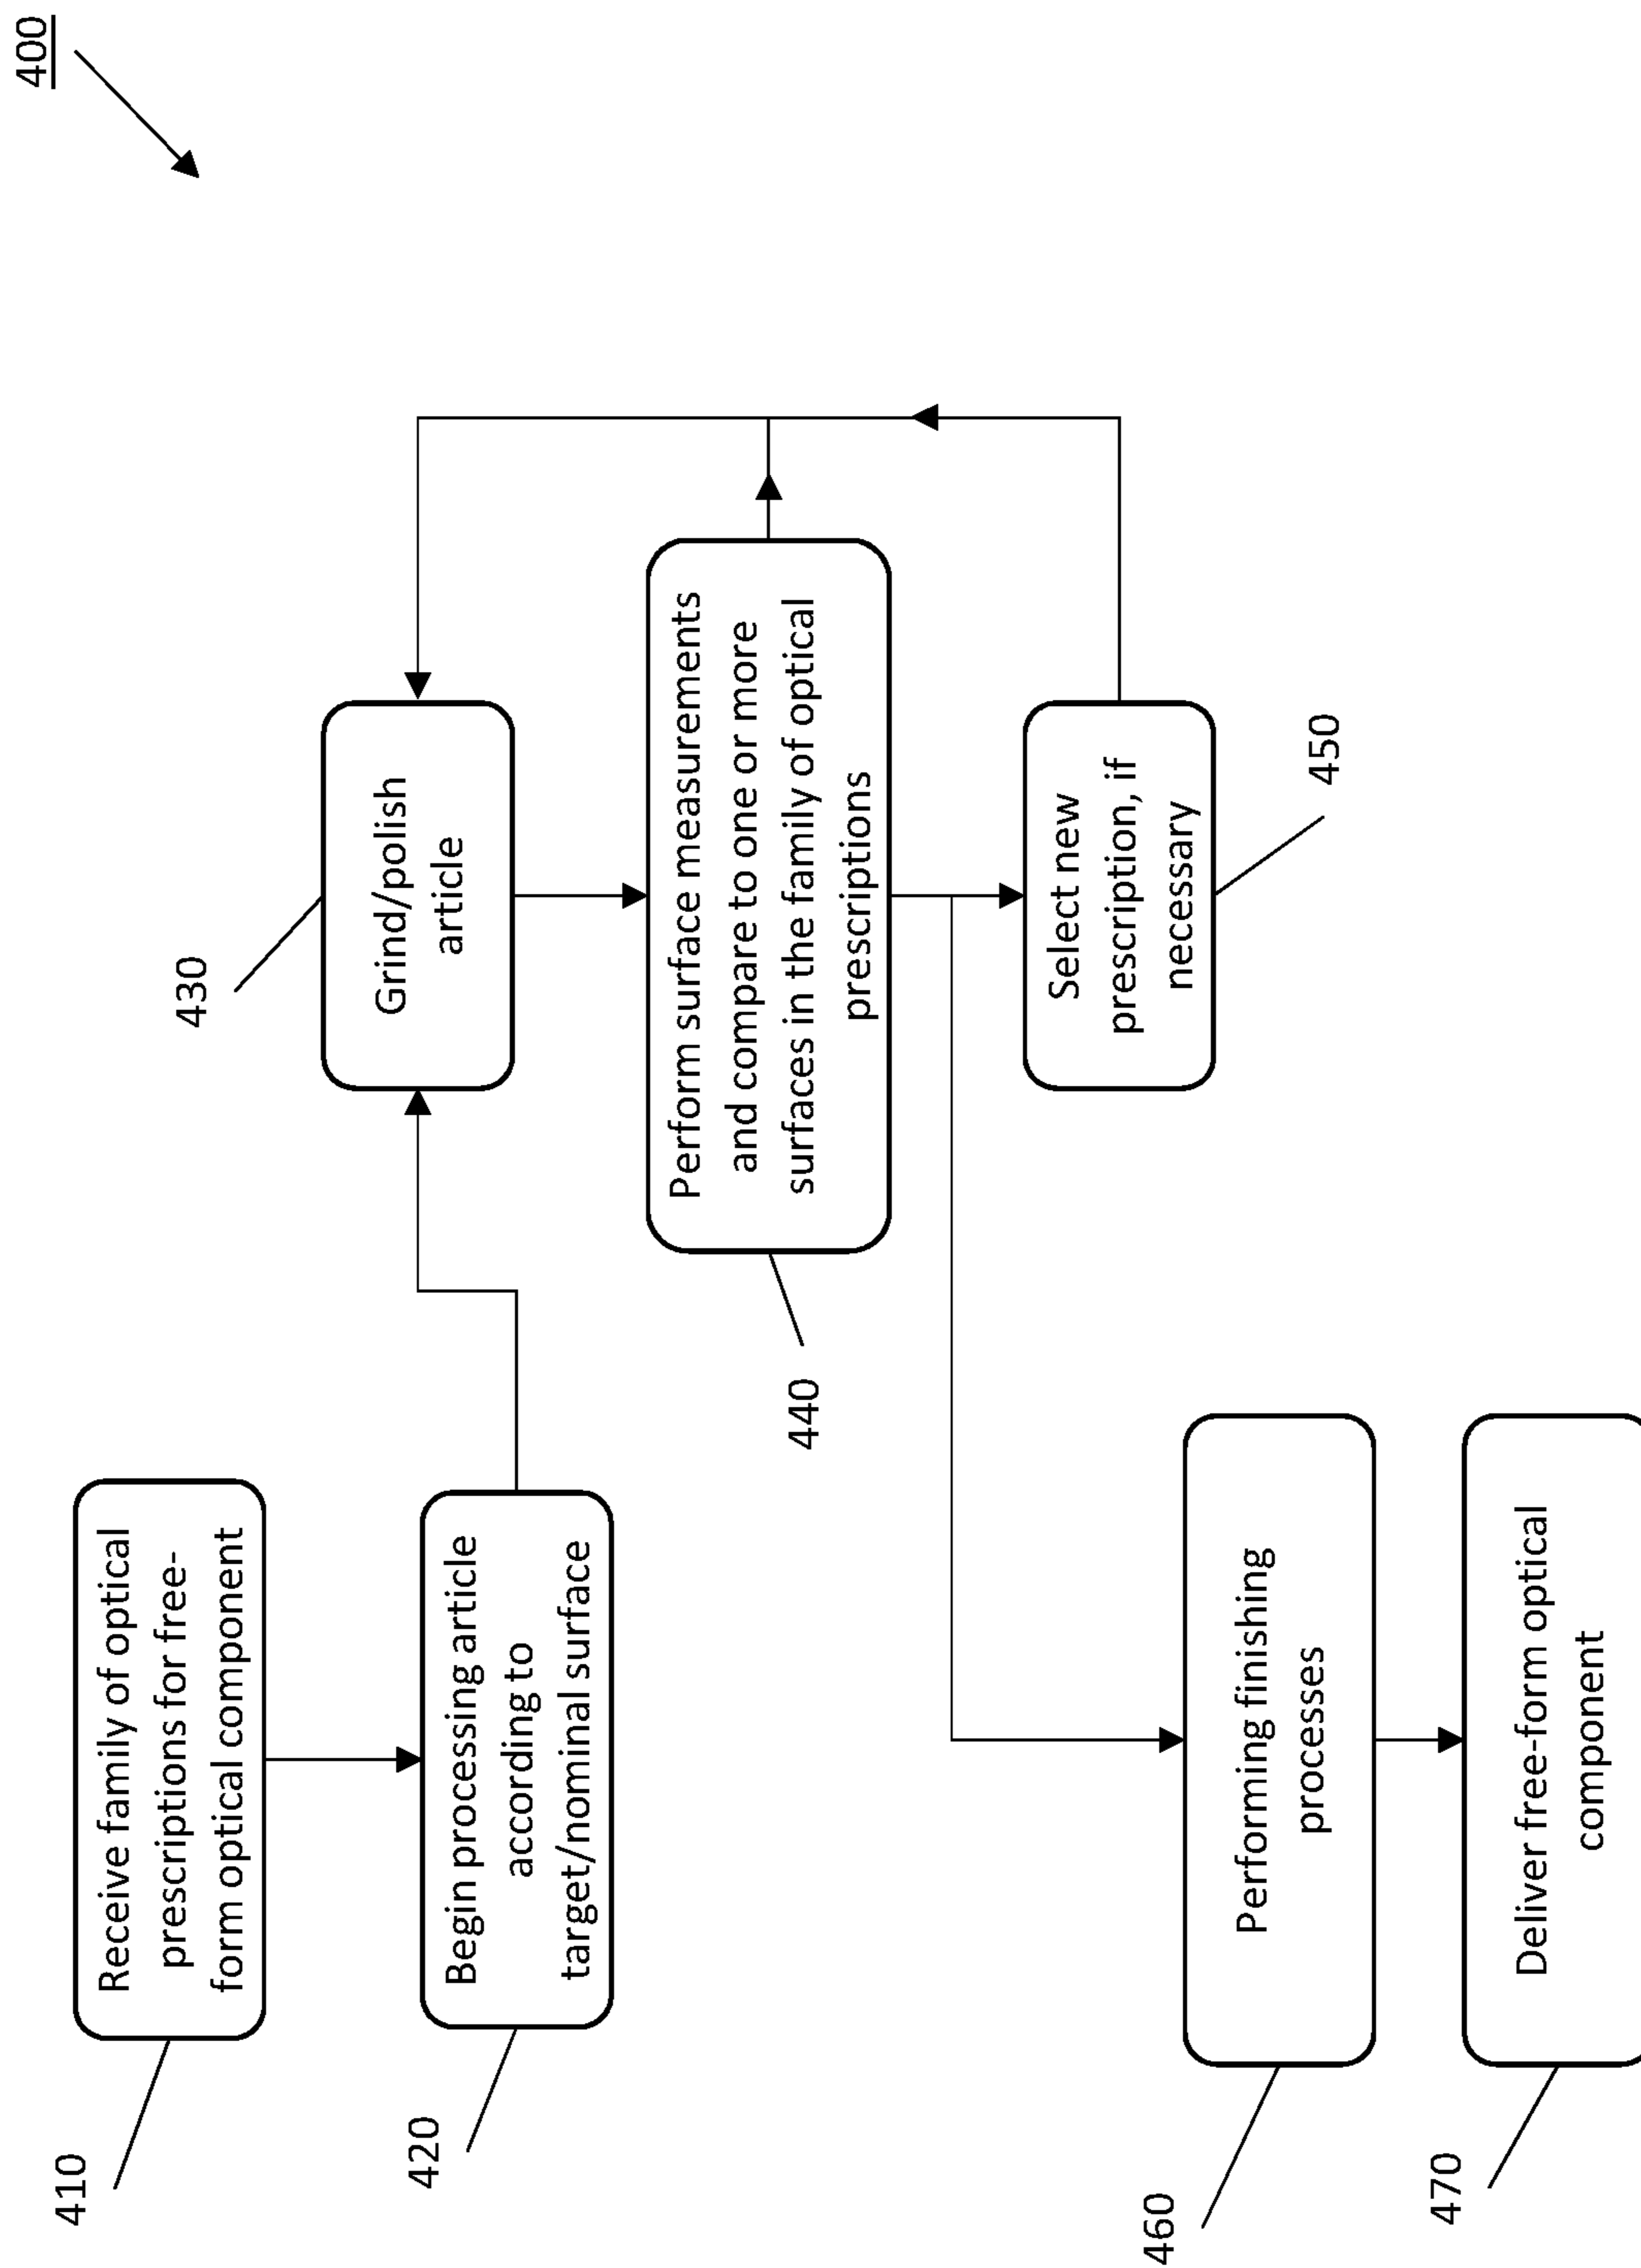 400
410
Receive family of optical
prescriptions for free-
form optical component
420
Begin processing article
according to
target/nominal surface
430
Grind/polish
article
440
Perform surface measurements
and compare to one or more
surfaces in the family of optical
prescriptions
Select new
prescription, if
necessary
450
460
Performing finishing
processes
470
Deliver free-form optical
component